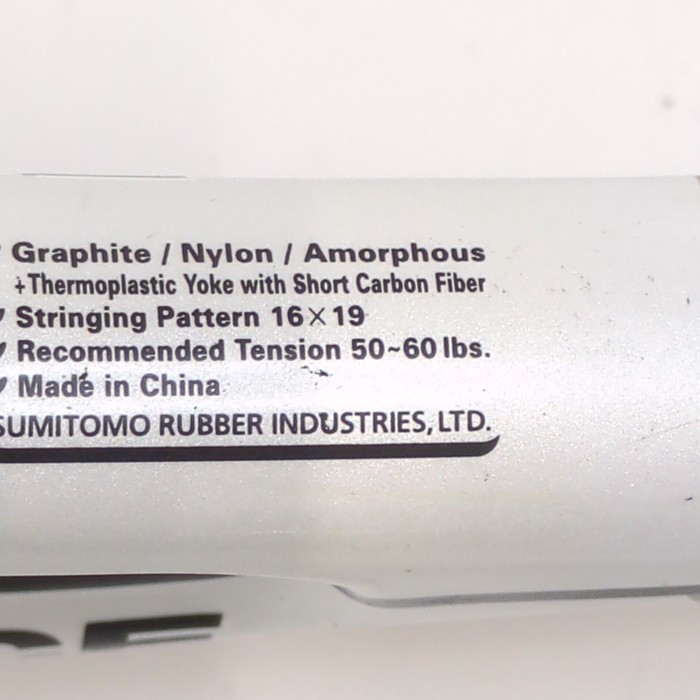 Graphite / Nylon / Amorphous
+Thermoplastic Yoke with Short Carbon Fiber
Stringing Pattern 16×19
Recommended Tension 50~60 lbs.
Made in China
SUMITOMO RUBBER INDUSTRIES, LTD.